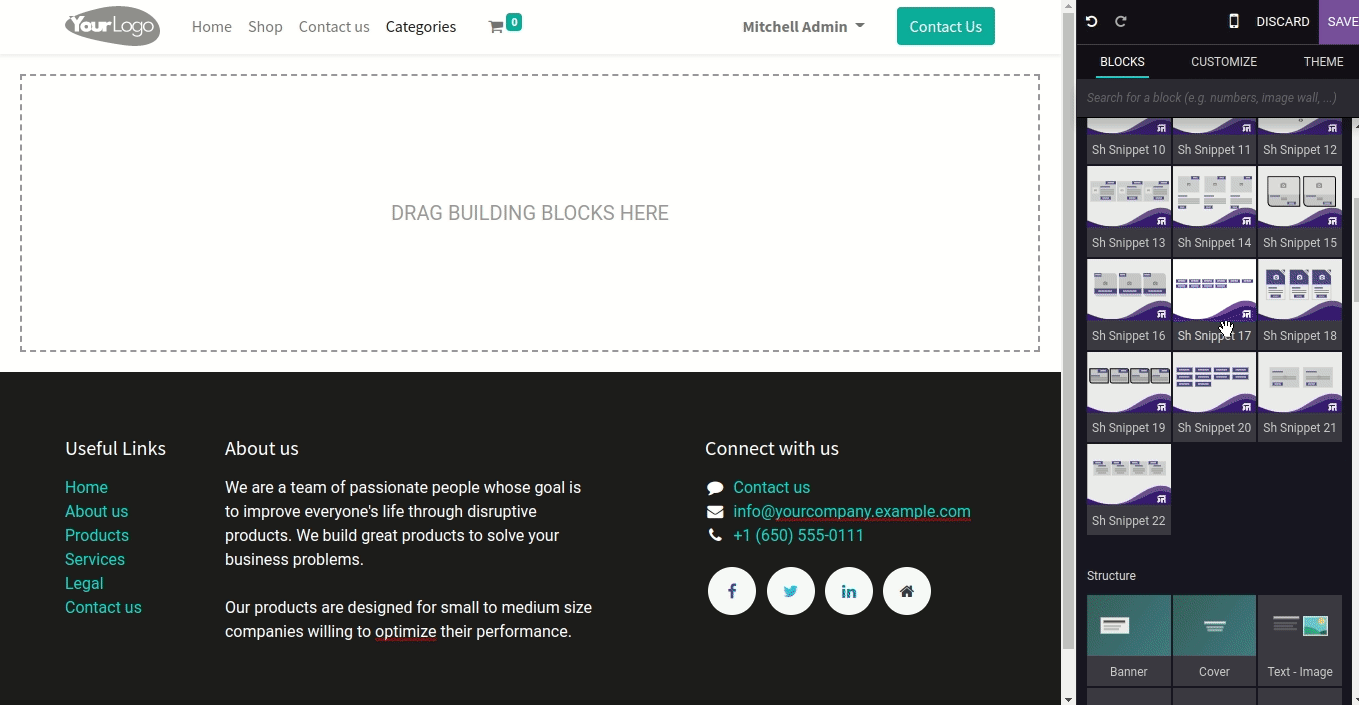 YourLogo Home Shop Contact us Categories 0 Mitchell Admin Contact Us
DISCARD SAVE
BLOCKS CUSTOMIZE THEME
Search for a block (e.g. numbers, image wall, ...)
DRAG BUILDING BLOCKS HERE
Sh Snippet 10 Sh Snippet 11 Sh Snippet 12
Sh Snippet 13 Sh Snippet 14 Sh Snippet 15
Sh Snippet 16 Sh Snippet 17 Sh Snippet 18
Sh Snippet 19 Sh Snippet 20 Sh Snippet 21
Sh Snippet 22
Structure
Banner Cover Text - Image
Useful Links
Home
About us
Products
Services
Legal
Contact us
About us
We are a team of passionate people whose goal is
to improve everyone's life through disruptive
products. We build great products to solve your
business problems.
Our products are designed for small to medium size
companies willing to optimize their performance.
Connect with us
Contact us
info@yourcompany.example.com
+1 (650) 555-0111